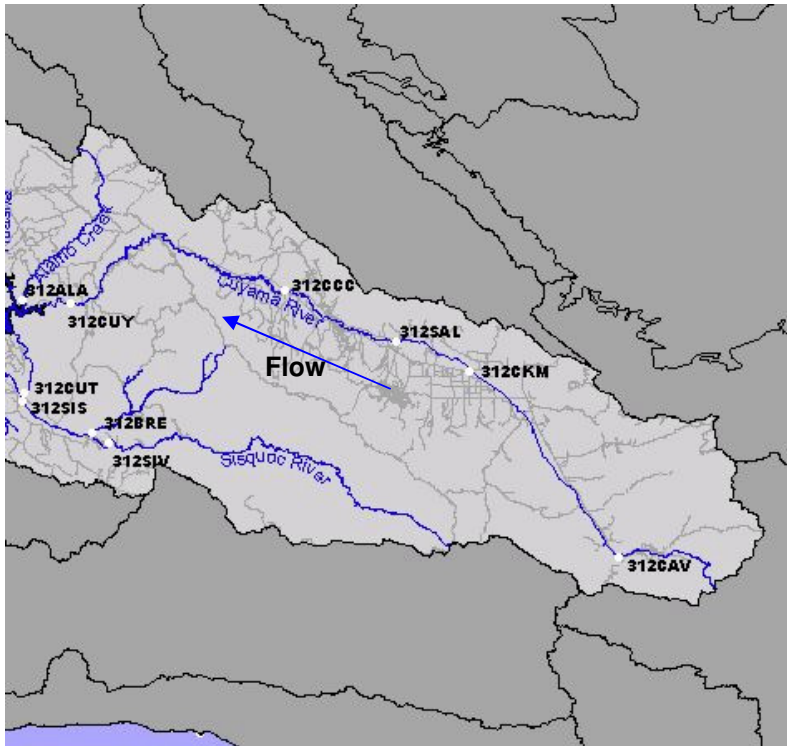 Alamo Creek
312ALA
312CUY
312CCC
Cuyama River
312SAL
Flow
312CKM
312CUT
312SIS
312BRE
312SIV
Sisquoc River
312CAV